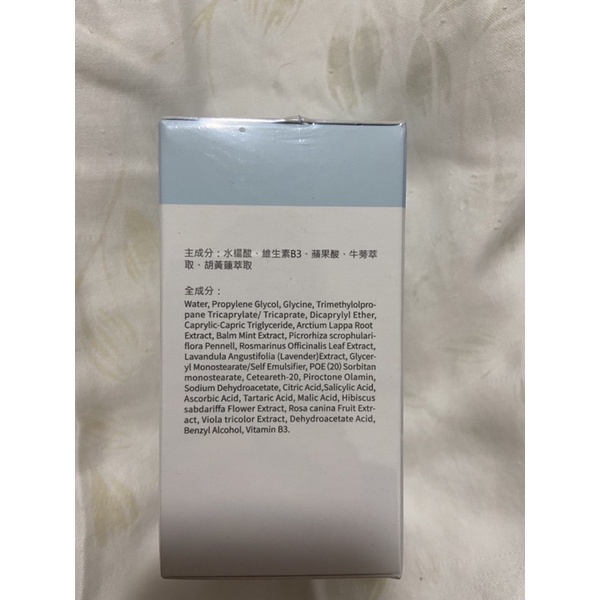 主成分：水楊酸、維生素B3、蘋果酸、牛蒡萃
取、胡黃蓮萃取
全成分：
Water, Propylene Glycol, Glycine, Trimethylolpro-
pane Tricaprylate/ Tricaprate, Dicaprylyl Ether,
Caprylic-Capric Triglyceride, Arctium Lappa Root
Extract, Balm Mint Extract, Picrorhiza scrophulari-
flora Pennell, Rosmarinus Officinalis Leaf Extract,
Lavandula Angustifolia (Lavender)Extract, Glycer-
yl Monostearate/Self Emulsifier, POE (20) Sorbitan
monostearate, Ceteareth-20, Piroctone Olamin,
Sodium Dehydroacetate, Citric Acid,Salicylic Acid,
Ascorbic Acid, Tartaric Acid, Malic Acid, Hibiscus
sabdariffa Flower Extract, Rosa canina Fruit Extr-
act, Viola tricolor Extract, Dehydroacetate Acid,
Benzyl Alcohol, Vitamin B3.